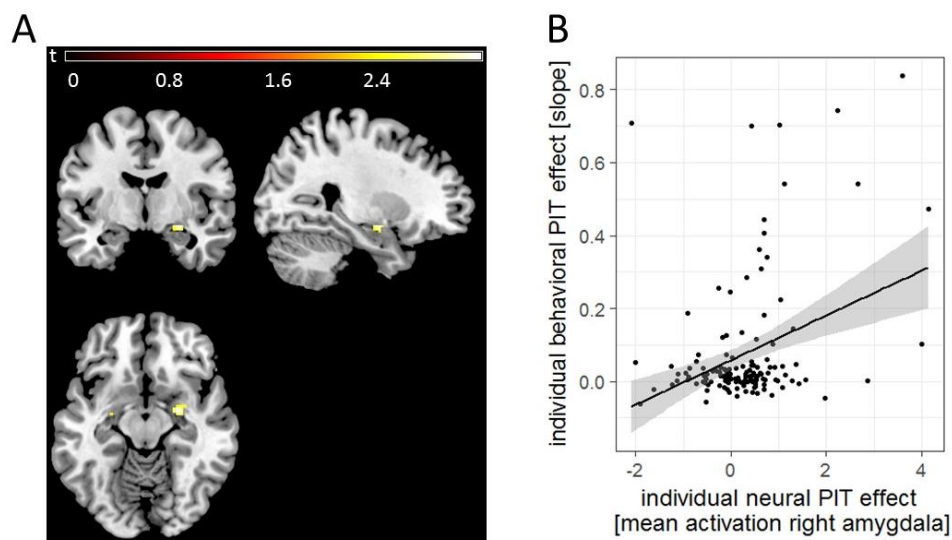 A
t
0 0.8 1.6 2.4
B
individual behavioral PIT effect [slope]
0.8
0.6
0.4
0.2
0.0
-2 0 2 4
individual neural PIT effect
[mean activation right amygdala]